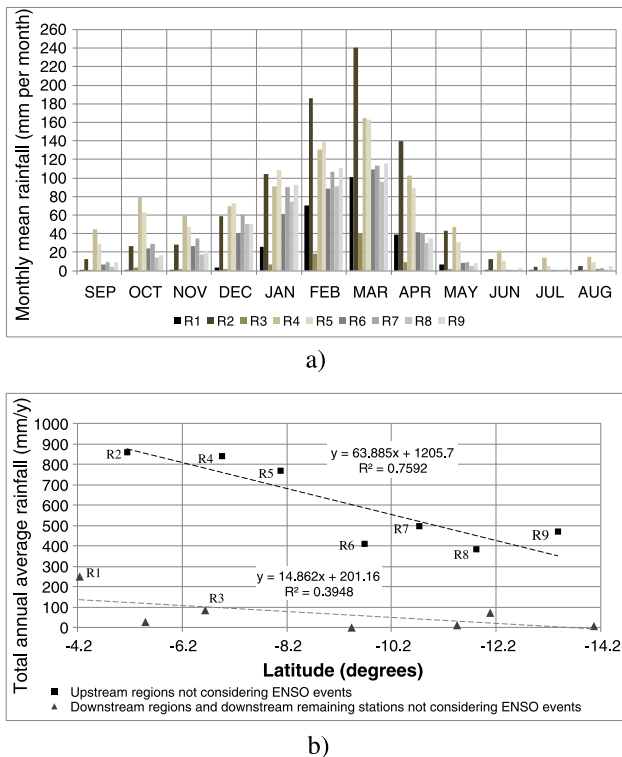 Monthly mean rainfall (mm per month)
260
240
220
200
180
160
140
120
100
80
60
40
20
0
SEP OCT NOV DEC JAN FEB MAR APR MAY JUN JUL AUG
R1 R2 R3 R4 R5 R6 R7 R8 R9
a)
Total annual average rainfall (mm/y)
1000
900
800
700
600
500
400
300
200
100
0
R2
R4
R5
y = 63.885x + 1205.7
R² = 0.7592
R6
R7
R8
R9
R1
R3
y = 14.862x + 201.16
R² = 0.3948
-4.2 -6.2 -8.2 -10.2 -12.2 -14.2
Latitude (degrees)
Upstream regions not considering ENSO events
Downstream regions and downstream remaining stations not considering ENSO events
b)